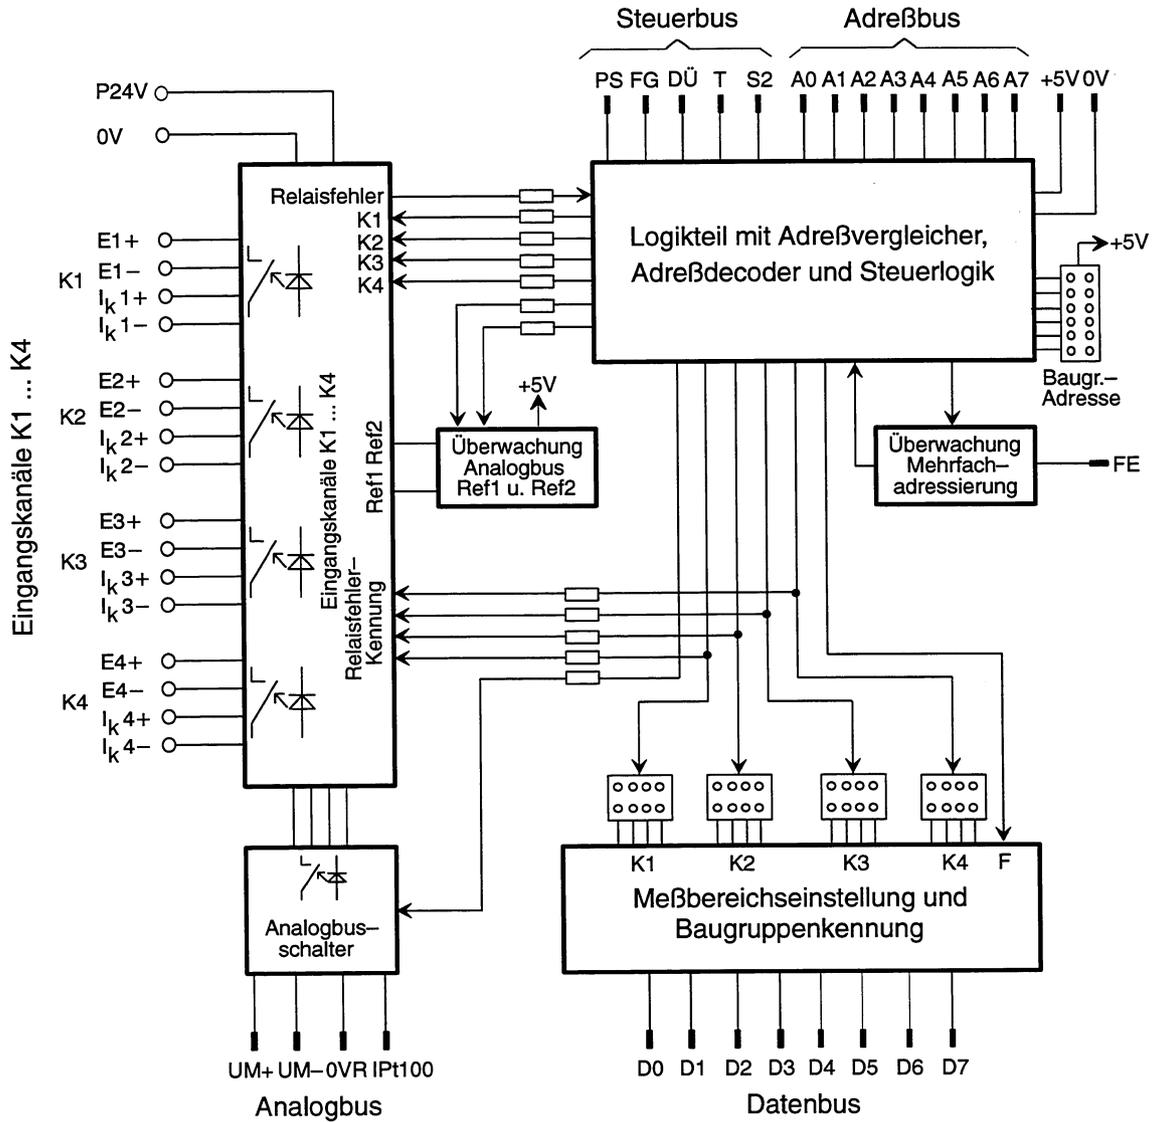 Steuerbus Adreßbus
PS FG DÜ T S2 A0 A1 A2 A3 A4 A5 A6 A7 +5V 0V
P24V
0V
Relaisfehler
K1
K2
K3
K4
Logikteil mit Adreßvergleicher,
Adreßdecoder und Steuerlogik
+5V
Baugr.–
Adresse
Eingangskanäle K1 ... K4
K1
E1+
E1–
Ik1+
Ik1–
K2
E2+
E2–
Ik2+
Ik2–
K3
E3+
E3–
Ik3+
Ik3–
K4
E4+
E4–
Ik4+
Ik4–
Eingangskanäle K1 ... K4
Ref1 Ref2
Relaisfehler–
Kennung
+5V
Überwachung
Analogbus
Ref1 u. Ref2
Überwachung
Mehrfach–
adressierung
FE
K1 K2 K3 K4 F
Meßbereichseinstellung und
Baugruppenkennung
Analogbus–
schalter
UM+ UM– 0VR IPt100
Analogbus
D0 D1 D2 D3 D4 D5 D6 D7
Datenbus